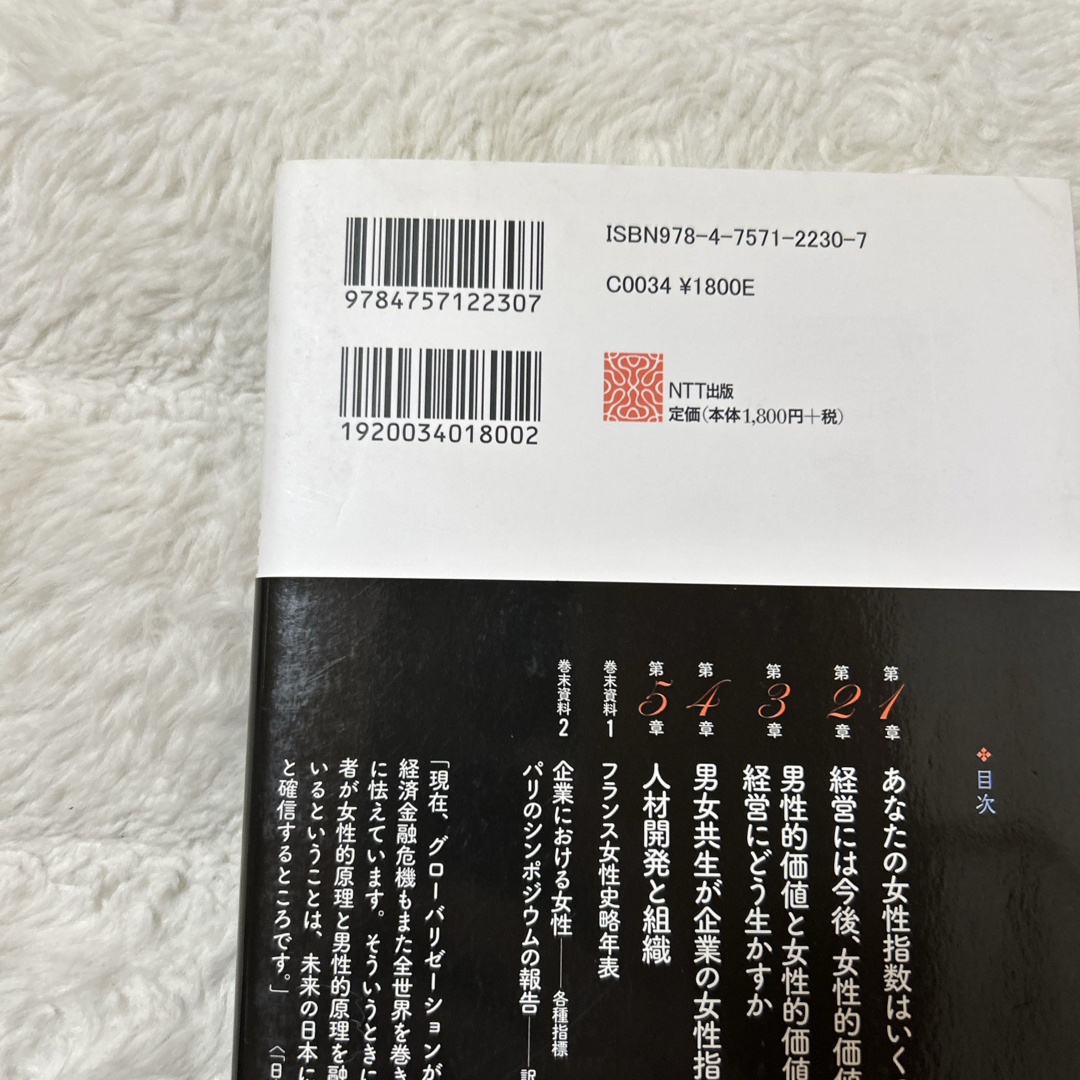 ISBN978-4-7571-2230-7
C0034 ¥1800E
9784757122307
1920034018002
NTT出版
定価(本体1,800円+税)
目次
第1章 あなたの女性指数はいく
第2章 経営には今後、女性的価値
第3章 男性的価値と女性的価値
経営にどう生かすか
第4章 男女共生が企業の女性指
第5章 人材開発と組織
巻末資料1 フランス女性史略年表
巻末資料2 企業における女性――各種指標
パリのシンポジウムの報告――訳
「現在、グローバリゼーションが
経済金融危機もまた全世界を巻き
に怯えています。そういうときに
者が女性的原理と男性的原理を融
いるということは、未来の日本に
と確信するところです。」 〈「日